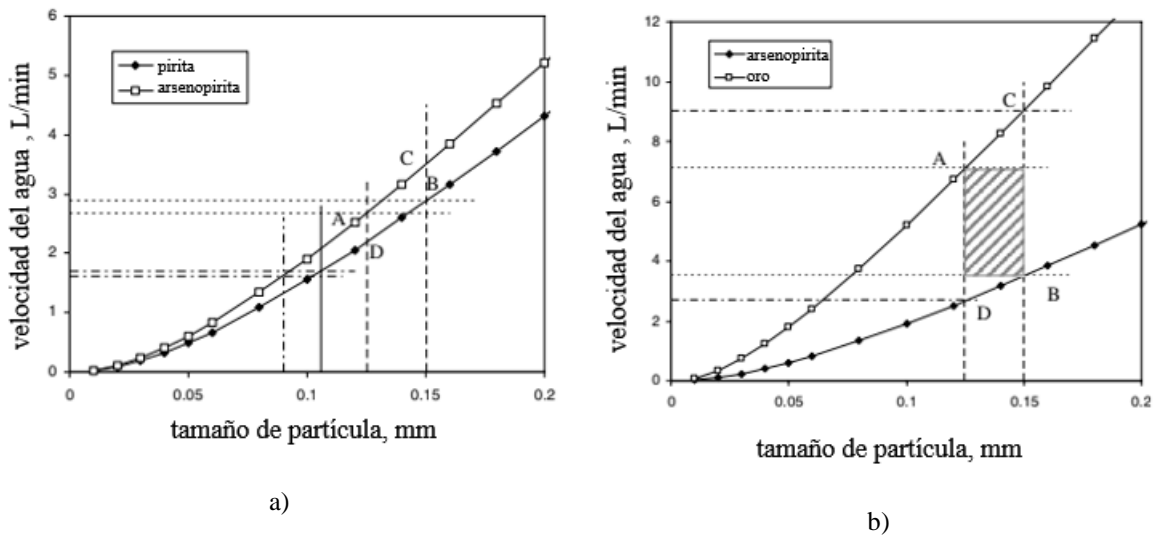 6
5
4
3
2
1
0
0
0.05
0.1
0.15
0.2
velocidad del agua , L/min
tamaño de partícula, mm
pirita
arsenopirita
C
B
A
D
a)
12
10
8
6
4
2
0
0
0.05
0.1
0.15
0.2
velocidad del agua, L/min
tamaño de partícula, mm
arsenopirita
oro
C
A
B
D
b)